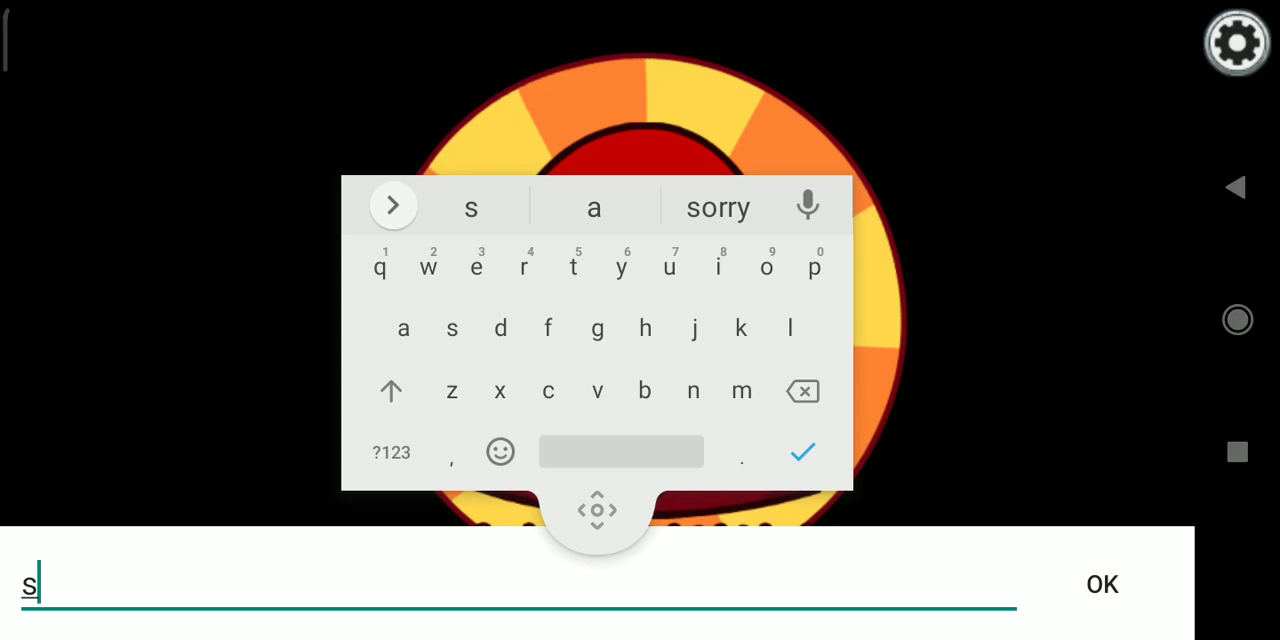 s a sorry
1 2 3 4 5 6 7 8 9 0
q w e r t y u i o p
a s d f g h j k l
z x c v b n m
?123 , .
s
OK